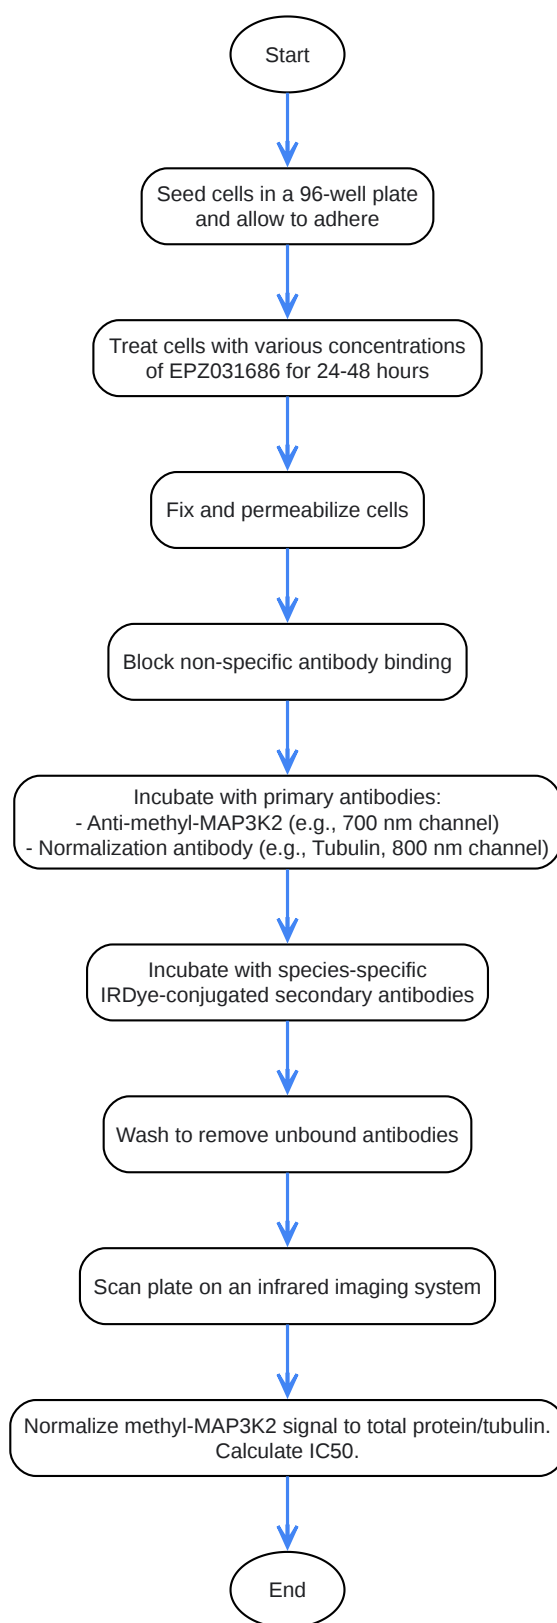 Start
Seed cells in a 96-well plate
and allow to adhere
Treat cells with various concentrations
of EPZ031686 for 24-48 hours
Fix and permeabilize cells
Block non-specific antibody binding
Incubate with primary antibodies:
- Anti-methyl-MAP3K2 (e.g., 700 nm channel)
- Normalization antibody (e.g., Tubulin, 800 nm channel)
Incubate with species-specific
IRDye-conjugated secondary antibodies
Wash to remove unbound antibodies
Scan plate on an infrared imaging system
Normalize methyl-MAP3K2 signal to total protein/tubulin.
Calculate IC50.
End